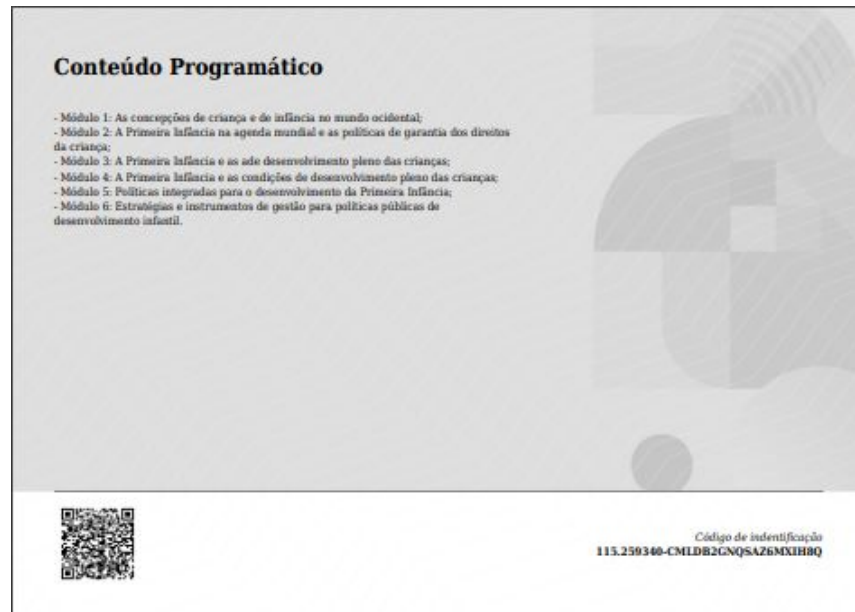 Conteúdo Programático
- Módulo 1: As concepções de criança e de infância no mundo ocidental;
- Módulo 2: A Primeira Infância na agenda mundial e as políticas de garantia dos direitos
da criança;
- Módulo 3: A Primeira Infância e as ade desenvolvimento pleno das crianças;
- Módulo 4: A Primeira Infância e as condições de desenvolvimento pleno das crianças;
- Módulo 5: Políticas integradas para o desenvolvimento da Primeira Infância;
- Módulo 6: Estratégias e instrumentos de gestão para políticas públicas de
desenvolvimento infantil.
Código de indentificação
115.259340-CMLDB2GNQSAZ6MXIH8Q